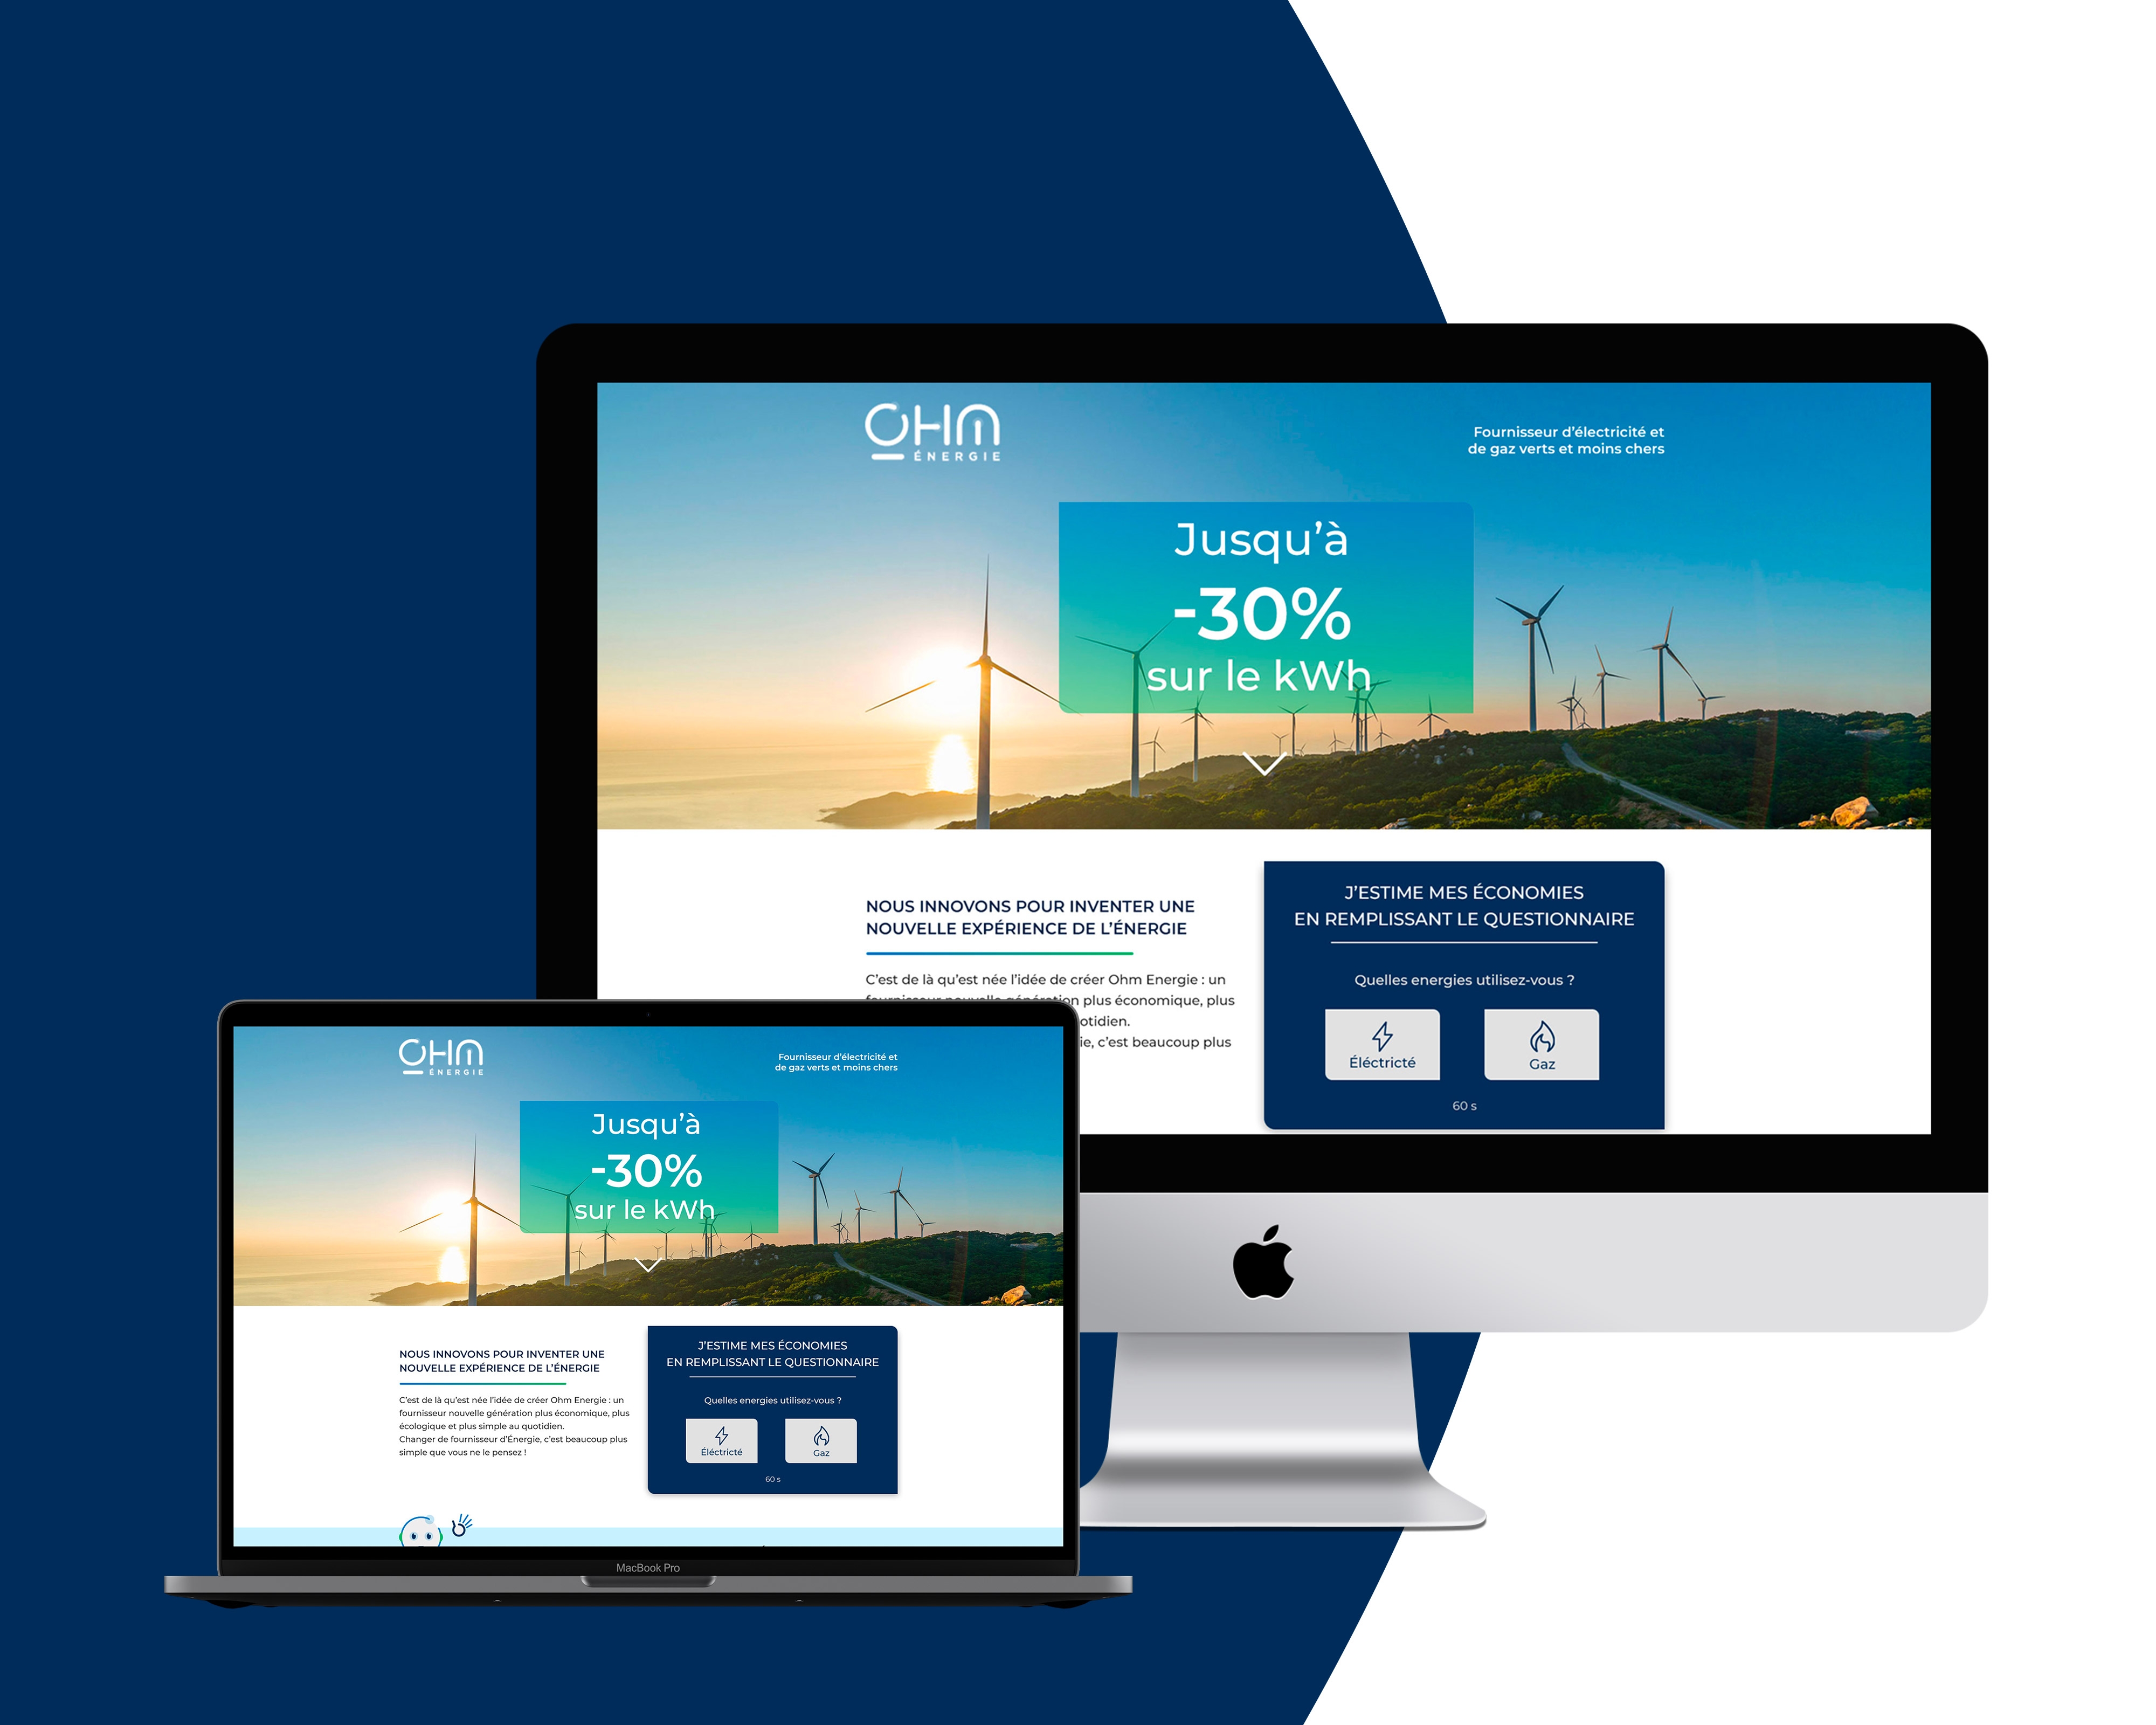 OHM
ÉNERGIE
Fournisseur d'électricité et
de gaz verts et moins chers
Jusqu'à
-30%
sur le kWh
NOUS INNOVONS POUR INVENTER UNE
NOUVELLE EXPÉRIENCE DE L'ÉNERGIE
C'est de là qu'est née l'idée de créer Ohm Energie : un
fournisseur nouvelle génération plus économique, plus
otidien.
ie, c'est beaucoup plus
J'ESTIME MES ÉCONOMIES
EN REMPLISSANT LE QUESTIONNAIRE
Quelles energies utilisez-vous ?
Éléctricté
Gaz
60 s
OHM
ÉNERGIE
Fournisseur d'électricité et
de gaz verts et moins chers
Jusqu'à
-30%
sur le kWh
NOUS INNOVONS POUR INVENTER UNE
NOUVELLE EXPÉRIENCE DE L'ÉNERGIE
C'est de là qu'est née l'idée de créer Ohm Energie : un
fournisseur nouvelle génération plus économique, plus
écologique et plus simple au quotidien.
Changer de fournisseur d'Énergie, c'est beaucoup plus
simple que vous ne le pensez !
J'ESTIME MES ÉCONOMIES
EN REMPLISSANT LE QUESTIONNAIRE
Quelles energies utilisez-vous ?
Éléctricté
Gaz
60 s
MacBook Pro